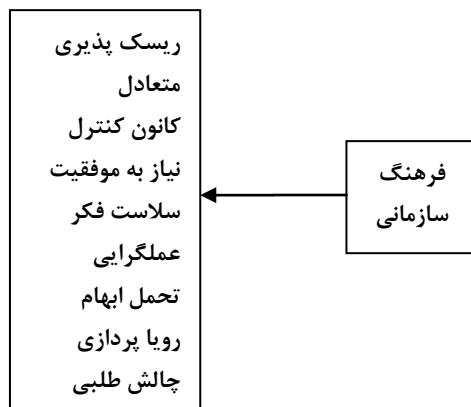 ریسک پذیری
متعادل
کانون کنترل
نیاز به موفقیت
سلاست فکر
عملگرایی
تحمل ابهام
رویا پردازی
چالش طلبی
فرهنگ
سازمانی